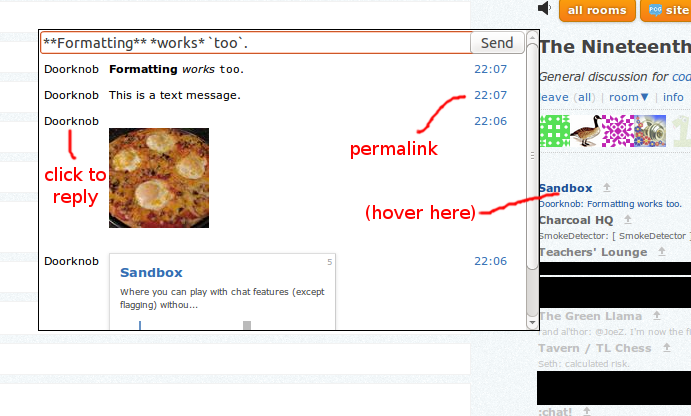 all rooms
site
**Formatting** *works* `too`.
Send
Doorknob Formatting works too. 22:07
Doorknob This is a text message. 22:07
Doorknob 22:06
click to
reply
permalink
(hover here)
Doorknob 22:06
5
Sandbox
Where you can play with chat features (except
flagging) withou...
The Nineteenth
General discussion for cod
leave (all) | room▼ | info
Sandbox
Doorknob: Formatting works too.
Charcoal HQ
SmokeDetector: [ SmokeDetector ]
Teachers' Lounge
The Green Llama
rand al'thor: @JoeZ. I'm now the f
Tavern / TL Chess
Seth: calculated risk.
:chat!